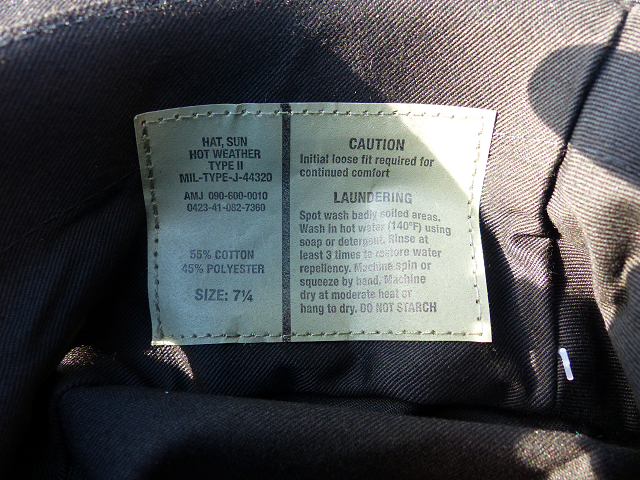 HAT, SUN
HOT WEATHER
TYPE II
MIL-TYPE-J-44320
AMJ 090-600-0010
0423-41-082-7360
55% COTTON
45% POLYESTER
SIZE: 7¼
CAUTION
Initial loose fit required for
continued comfort
LAUNDERING
Spot wash badly soiled areas.
Wash in hot water (140°F) using
soap or detergent. Rinse at
least 3 times to restore water
repellency. Machine spin or
squeeze by hand. Machine
dry at moderate heat or
hang to dry. DO NOT STARCH